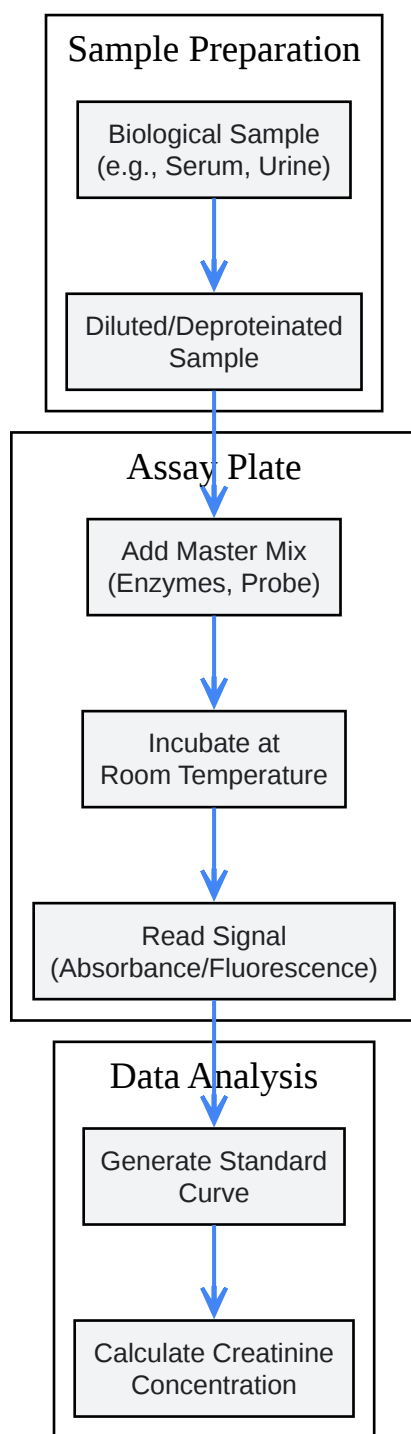 Sample Preparation
Biological Sample
(e.g., Serum, Urine)
Diluted/Deproteinated
Sample
Assay Plate
Add Master Mix
(Enzymes, Probe)
Incubate at
Room Temperature
Read Signal
(Absorbance/Fluorescence)
Data Analysis
Generate Standard
Curve
Calculate Creatinine
Concentration